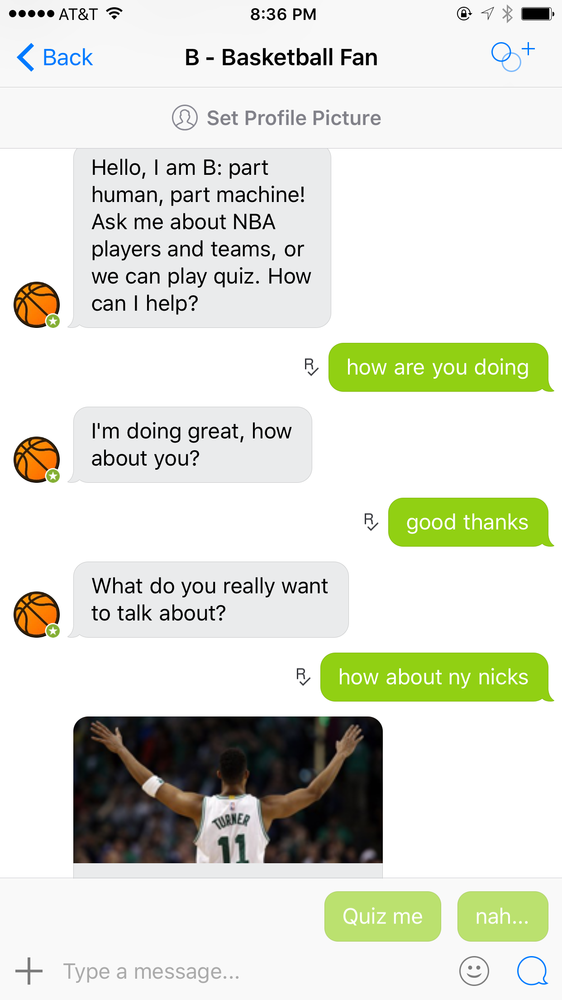 AT&T 8:36 PM
Back B - Basketball Fan
Set Profile Picture
Hello, I am B: part
human, part machine!
Ask me about NBA
players and teams, or
we can play quiz. How
can I help?
R how are you doing
I'm doing great, how
about you?
R good thanks
What do you really want
to talk about?
R how about ny nicks
TURNER
11
Quiz me nah...
Type a message...